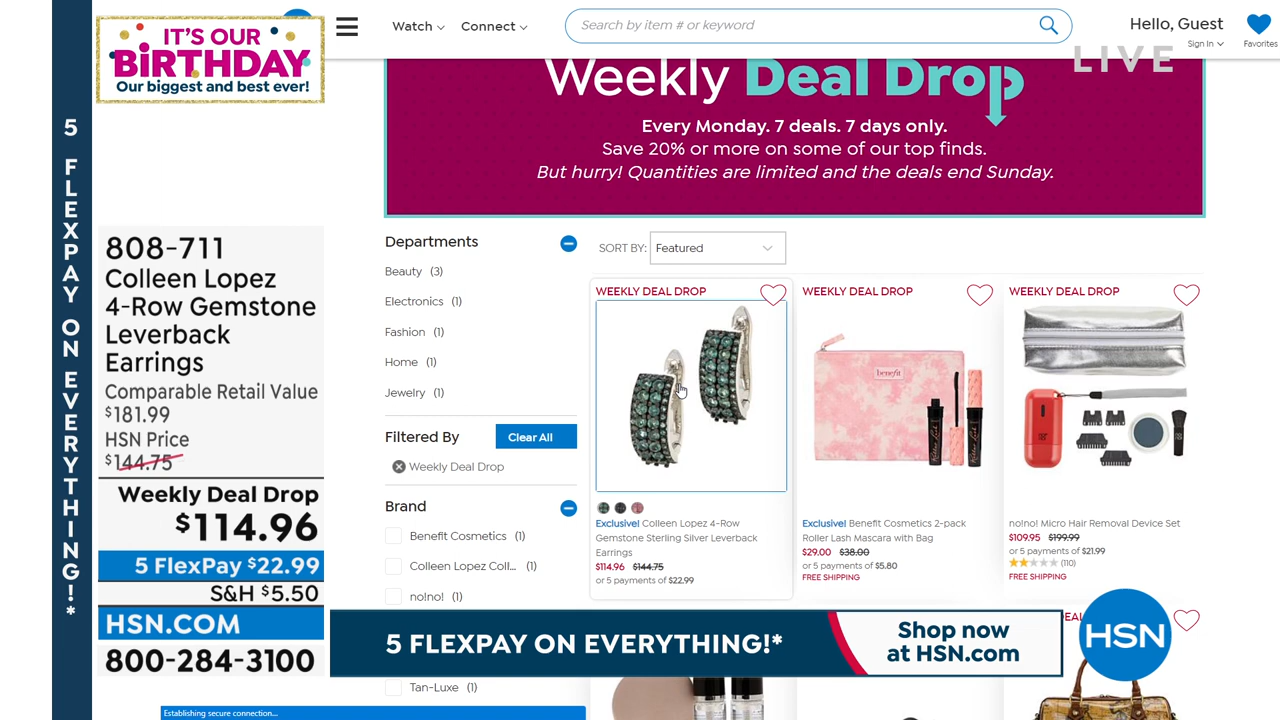 IT'S OUR
BiRTHDAY
Our biggest and best ever!
Watch
Connect
Search by item # or keyword
Hello, Guest
Sign In
Favorites
LIVE
Weekly Deal Drop
Every Monday. 7 deals. 7 days only.
Save 20% or more on some of our top finds.
But hurry! Quantities are limited and the deals end Sunday.
5 FLEXPAY ON EVERYTHING!*
808-711
Colleen Lopez
4-Row Gemstone
Leverback
Earrings
Comparable Retail Value
$181.99
HSN Price
$144.75
Weekly Deal Drop
$114.96
5 FlexPay $22.99
S&H $5.50
HSN.COM
800-284-3100
Departments
Beauty (3)
Electronics (1)
Fashion (1)
Home (1)
Jewelry (1)
Filtered By
Clear All
Weekly Deal Drop
Brand
Benefit Cosmetics (1)
Colleen Lopez Coll... (1)
no!no! (1)
Tan-Luxe (1)
SORT BY: Featured
WEEKLY DEAL DROP
Exclusive! Colleen Lopez 4-Row
Gemstone Sterling Silver Leverback
Earrings
$114.96 $144.75
or 5 payments of $22.99
WEEKLY DEAL DROP
benefit
Exclusive! Benefit Cosmetics 2-pack
Roller Lash Mascara with Bag
$29.00 $38.00
or 5 payments of $5.80
FREE SHIPPING
WEEKLY DEAL DROP
no!no! Micro Hair Removal Device Set
$109.95 $199.99
or 5 payments of $21.99
(110)
FREE SHIPPING
5 FLEXPAY ON EVERYTHING!*
Shop now
at HSN.com
HSN
Establishing secure connection...